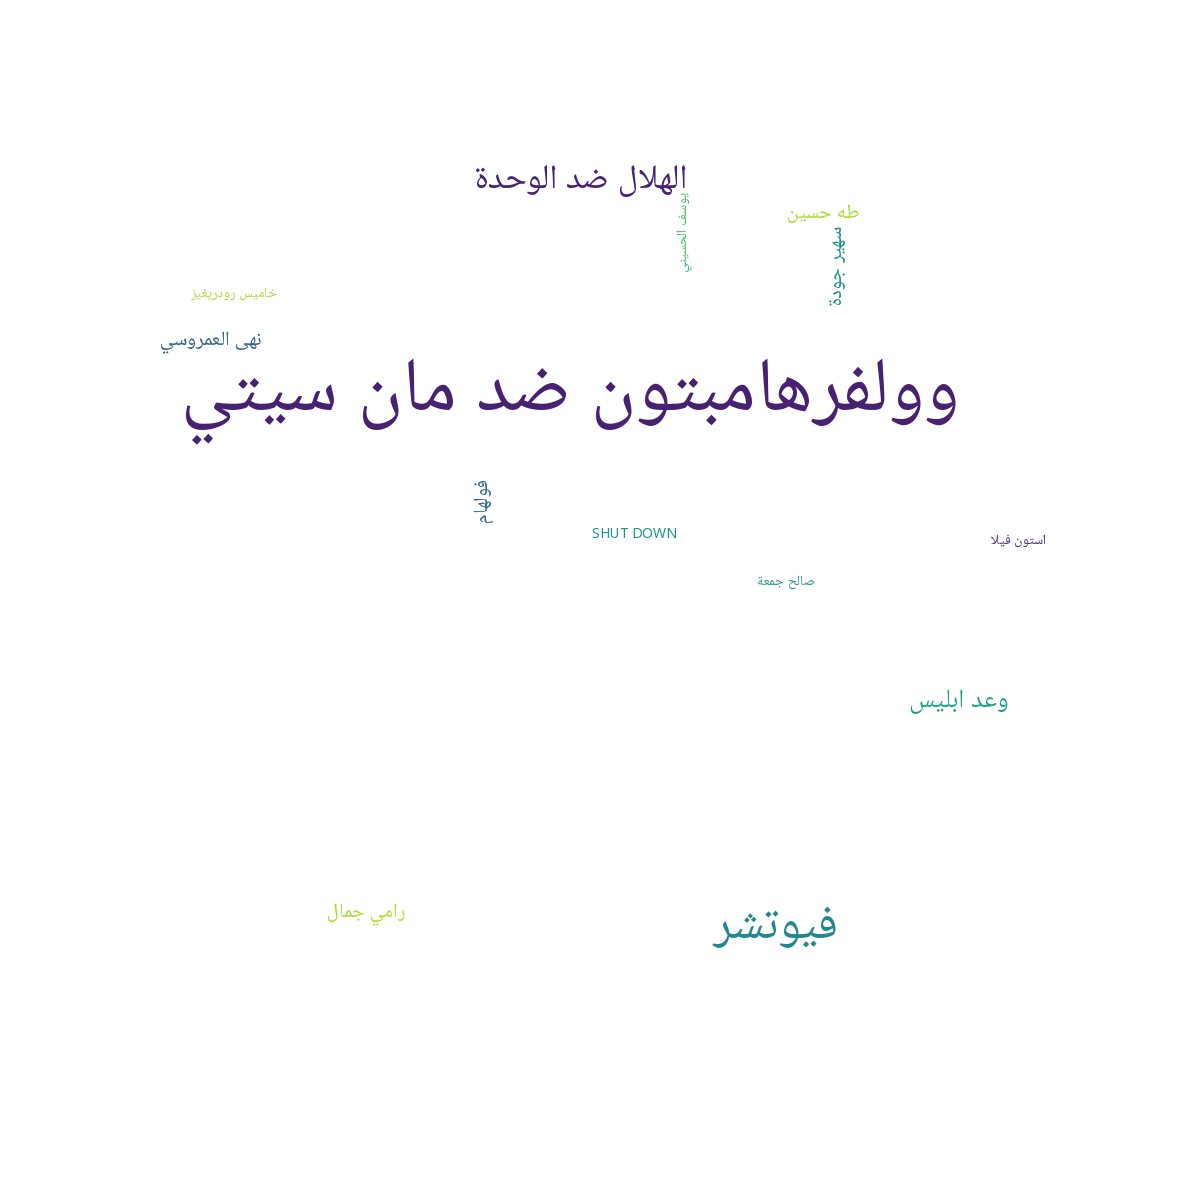 الهلال ضد الوحدة
يوسف الحسيني
طه حسين
سهير جودة
خاميس رودريغيز
نهى العمروسي
وولفرهامبتون ضد مان سيتي
فولهام
SHUT DOWN
استون فيلا
صالح جمعة
وعد ابليس
رامي جمال
فيوتشر